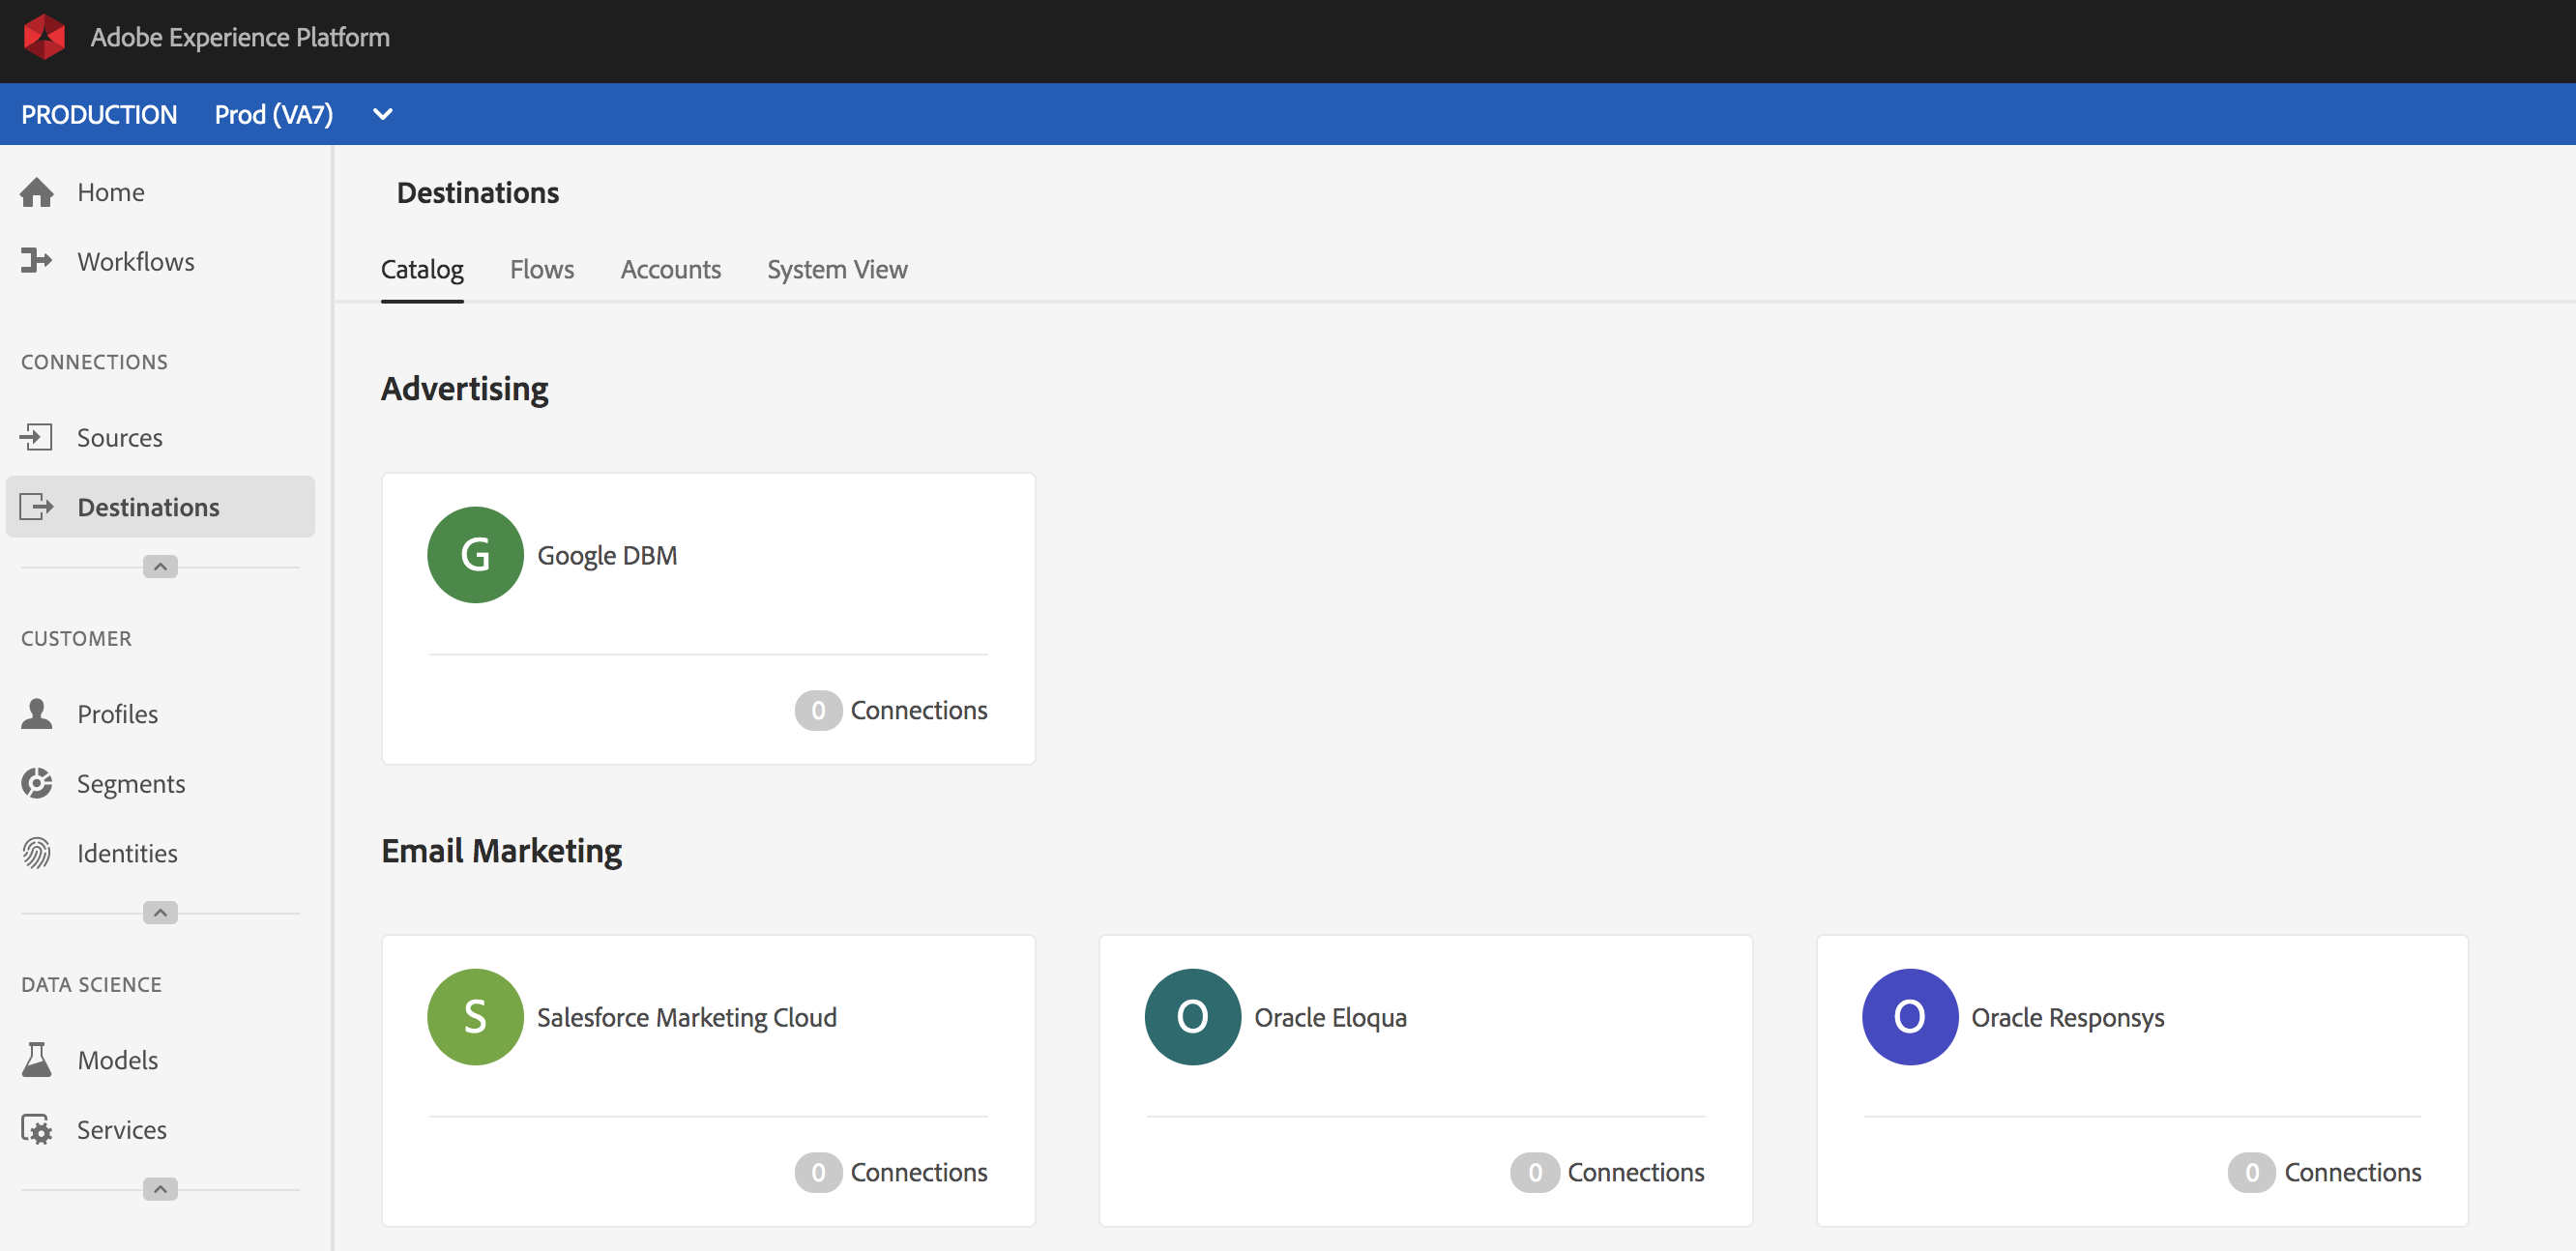 Adobe Experience Platform
PRODUCTION Prod (VA7)
Home
Workflows
CONNECTIONS
Sources
Destinations
CUSTOMER
Profiles
Segments
Identities
DATA SCIENCE
Models
Services
Destinations
Catalog Flows Accounts System View
Advertising
G Google DBM
0 Connections
Email Marketing
S Salesforce Marketing Cloud
0 Connections
O Oracle Eloqua
0 Connections
O Oracle Responsys
0 Connections